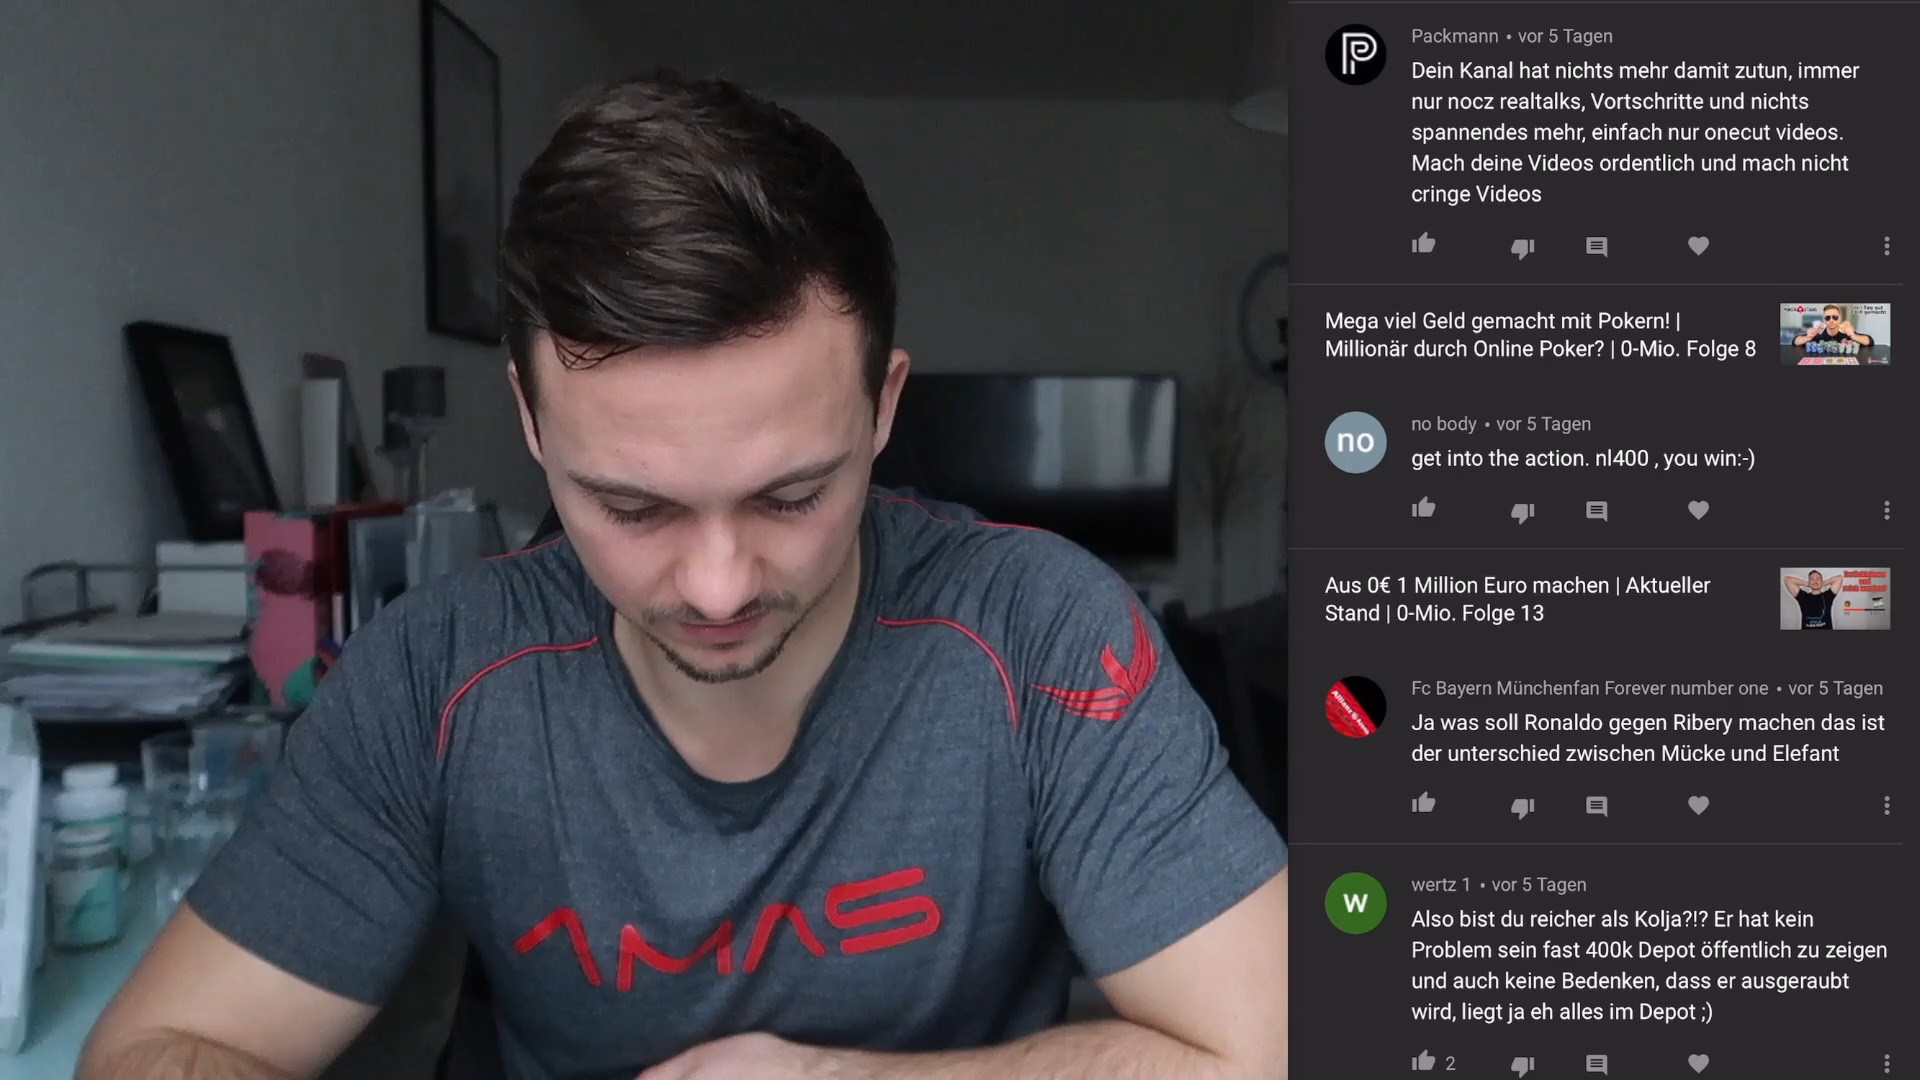 AMAS
Packmann • vor 5 Tagen
Dein Kanal hat nichts mehr damit zutun, immer
nur nocz realtalks, Vortschritte und nichts
spannendes mehr, einfach nur onecut videos.
Mach deine Videos ordentlich und mach nicht
cringe Videos
Mega viel Geld gemacht mit Pokern! |
Millionär durch Online Poker? | 0-Mio. Folge 8
no
no body • vor 5 Tagen
get into the action. nl400 , you win:-)
Aus 0€ 1 Million Euro machen | Aktueller
Stand | 0-Mio. Folge 13
Fc Bayern Münchenfan Forever number one • vor 5 Tagen
Ja was soll Ronaldo gegen Ribery machen das ist
der unterschied zwischen Mücke und Elefant
W
wertz 1 • vor 5 Tagen
Also bist du reicher als Kolja?!? Er hat kein
Problem sein fast 400k Depot öffentlich zu zeigen
und auch keine Bedenken, dass er ausgeraubt
wird, liegt ja eh alles im Depot ;)
2